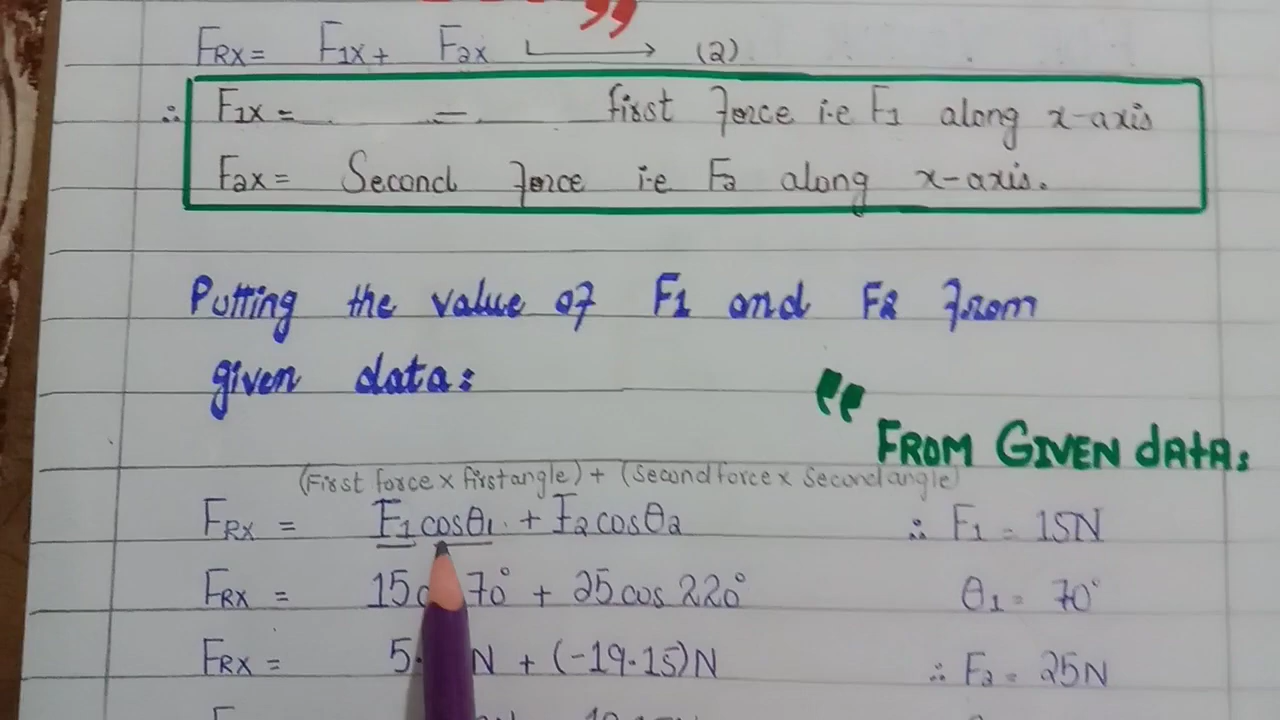 ”
FRX = F1X + F2X → (2)
∴ F1X = first force i.e F1 along x-axis
F2X = Second force i.e F2 along x-axis.
Putting the value of F1 and F2 from
given data:
“ FROM GIVEN data:
(First force x first angle) + (Second force x Second angle)
FRX = F1 cosθ1 + F2 cosθ2 ∴ F1 = 15N
FRX = 15 70° + 25 cos 220° θ1 = 70°
FRX = 5. N + (-19.15)N ∴ F2 = 25N